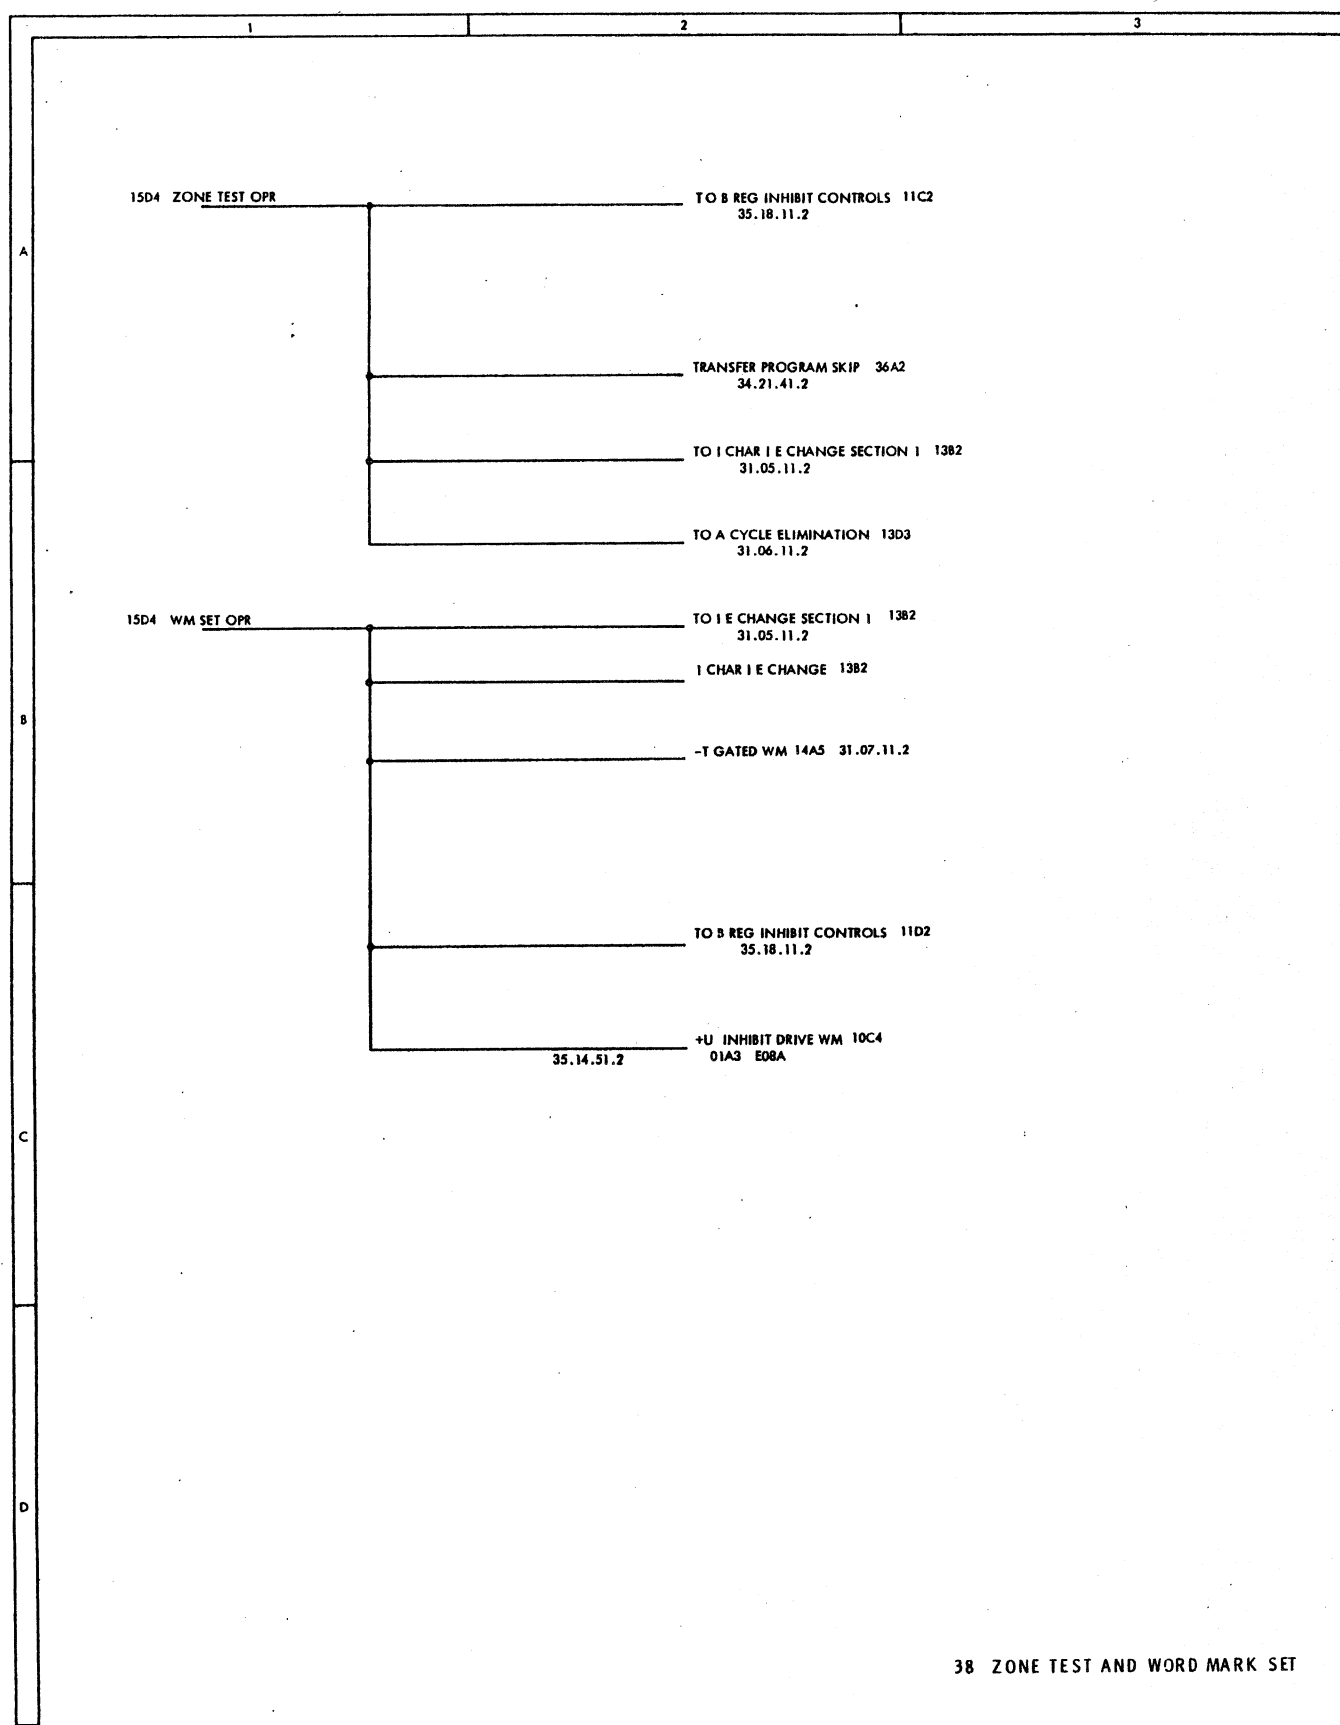 1 2 3
15D4 ZONE TEST OPR
TO B REG INHIBIT CONTROLS 11C2
35.18.11.2
A
TRANSFER PROGRAM SKIP 36A2
34.21.41.2
TO 1 CHAR I E CHANGE SECTION 1 13B2
31.05.11.2
TO A CYCLE ELIMINATION 13D3
31.06.11.2
15D4 WM SET OPR
TO I E CHANGE SECTION 1 13B2
31.05.11.2
1 CHAR I E CHANGE 13B2
B
-T GATED WM 14A5 31.07.11.2
TO B REG INHIBIT CONTROLS 11D2
35.18.11.2
+U INHIBIT DRIVE WM 10C4
35.14.51.2 01A3 E08A
C
D
38 ZONE TEST AND WORD MARK SET